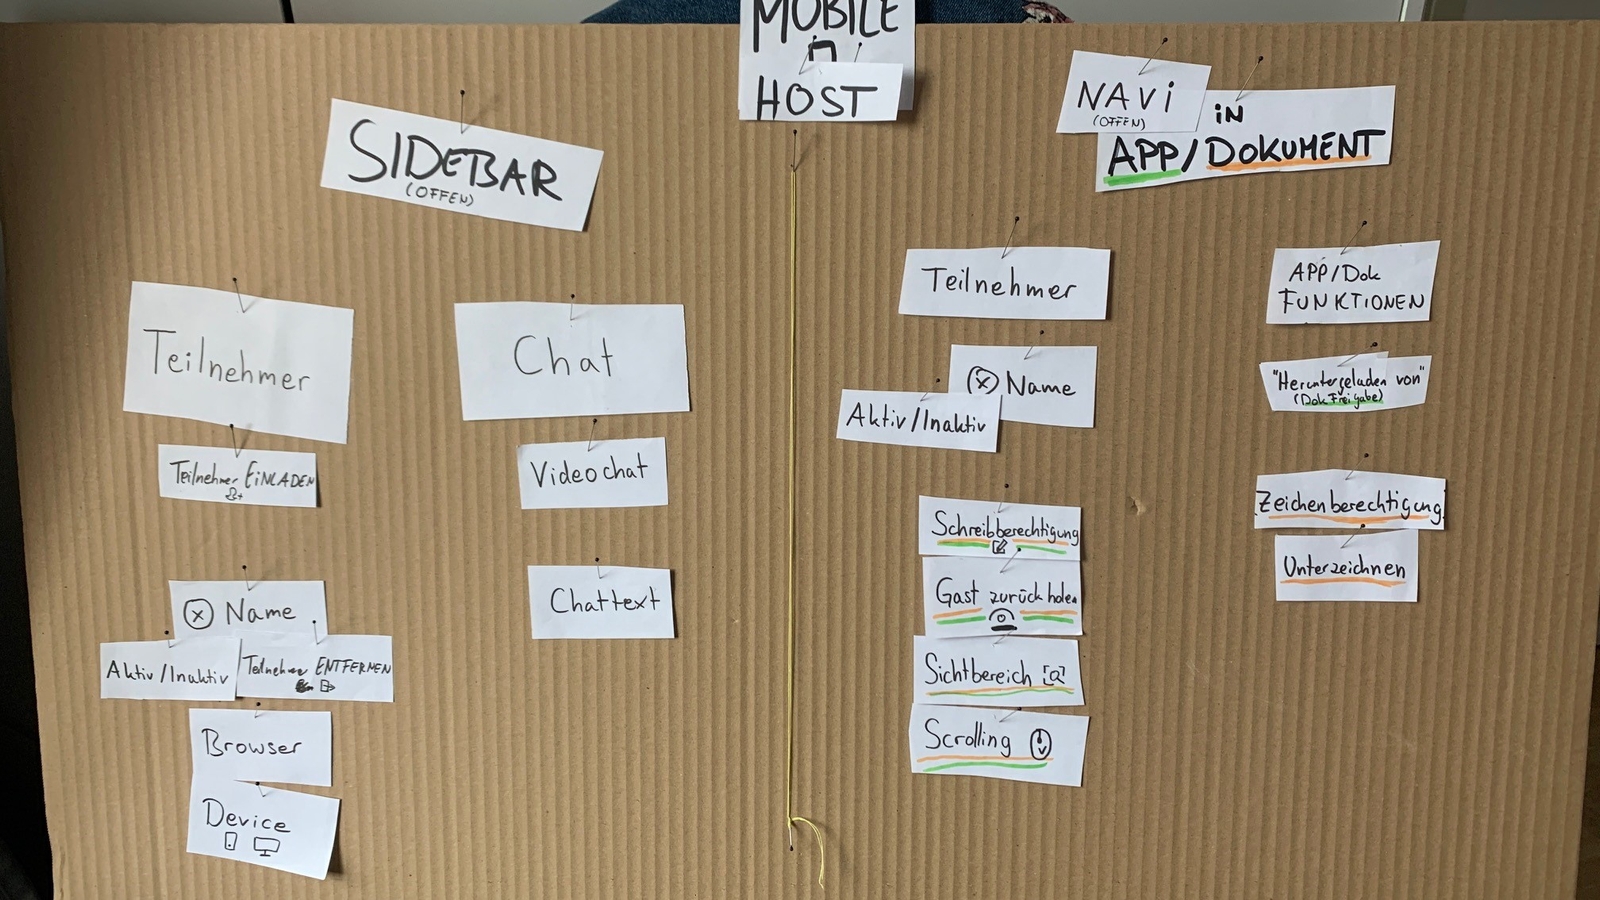 MOBILE
HOST
SIDEBAR
(OFFEN)
Teilnehmer
Teilnehmer EINLADEN
Name
Aktiv/Inaktiv
Teilnehmer ENTFERNEN
Browser
Device
Chat
Videochat
Chattext
NAVi
(OFFEN)
iN
APP/DOKUMENT
Teilnehmer
Name
Aktiv/Inaktiv
Schreibberechtigung
Gast zurück holen
Sichtbereich
Scrolling
APP/Dok
FUNKTIONEN
"Heruntergeladen von"
(Dok Freigabe)
Zeichenberechtigung
Unterzeichnen